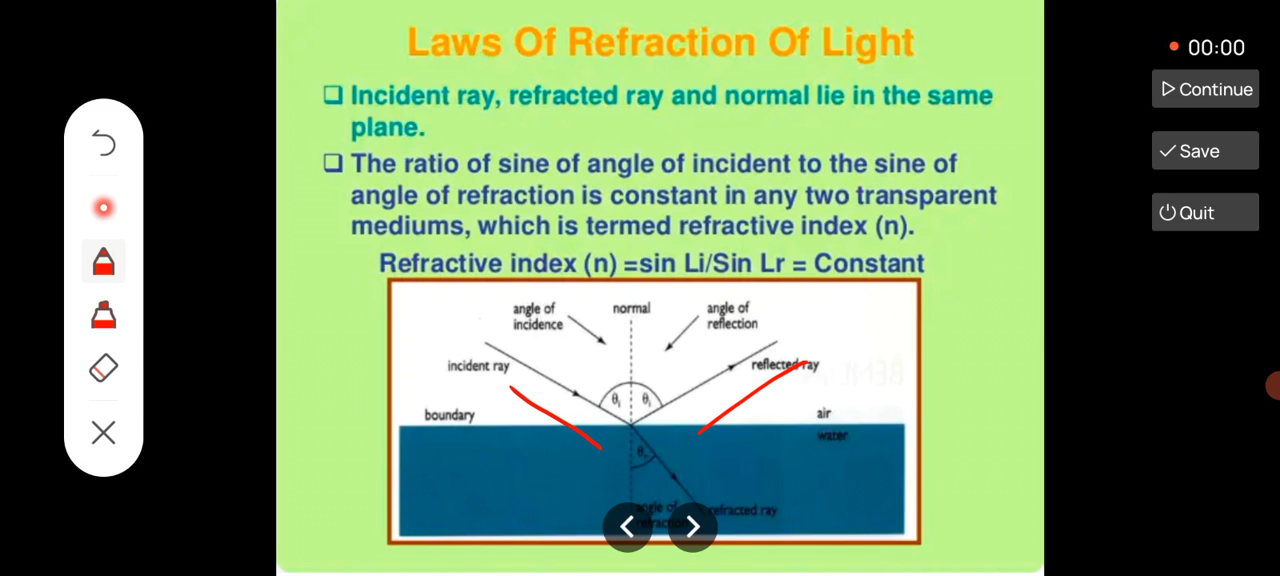 Laws Of Refraction Of Light
❑ Incident ray, refracted ray and normal lie in the same
plane.
❑ The ratio of sine of angle of incident to the sine of
angle of refraction is constant in any two transparent
mediums, which is termed refractive index (n).
Refractive index (n) =sin Li/Sin Lr = Constant
angle of
incidence
normal
angle of
reflection
incident ray
reflected ray
θi
θi
boundary
air
water
θr
angle of
refraction
refracted ray
00:00
Continue
Save
Quit